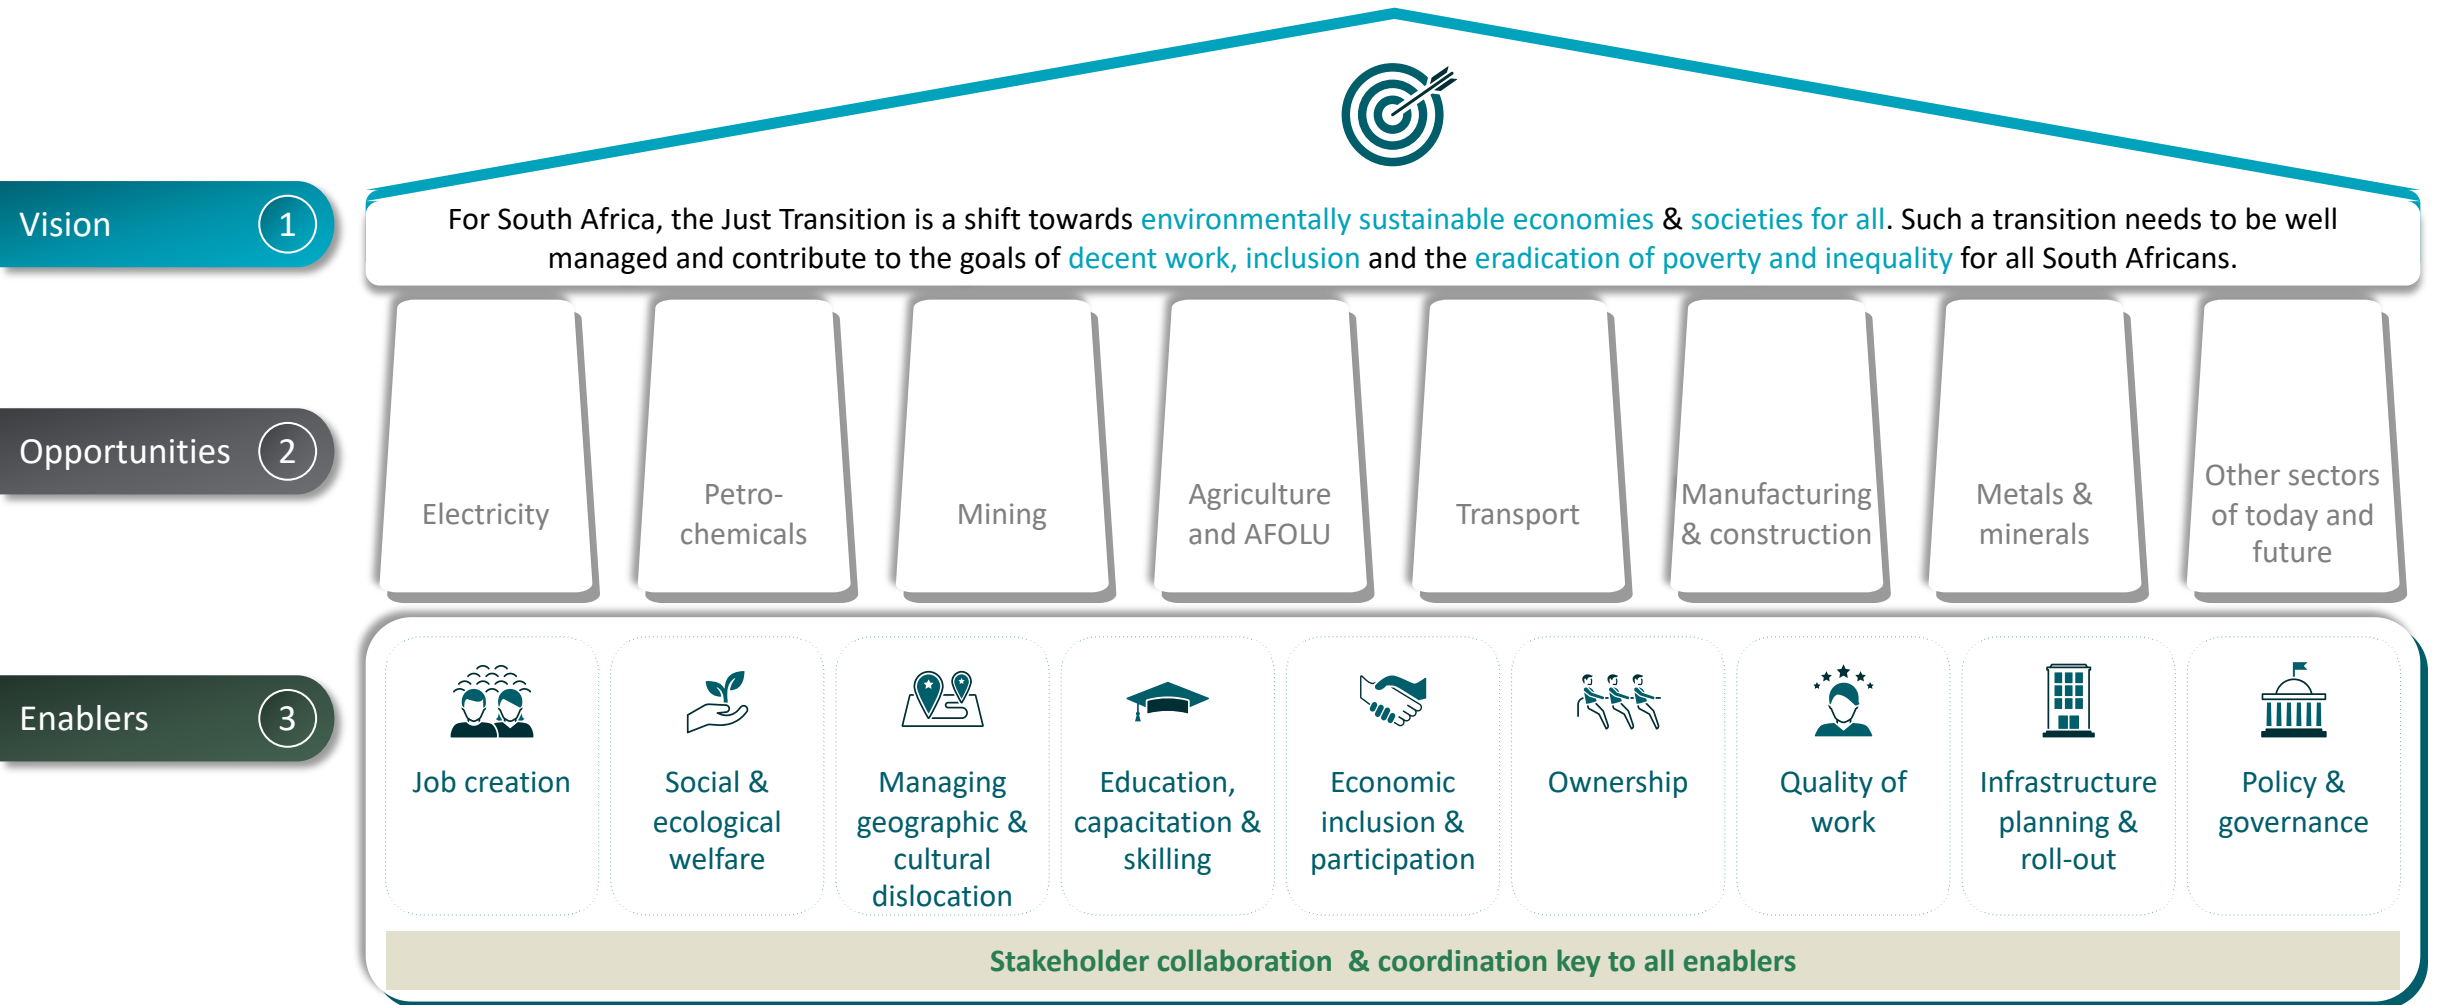 Vision 1
For South Africa, the Just Transition is a shift towards environmentally sustainable economies & societies for all. Such a transition needs to be well
managed and contribute to the goals of decent work, inclusion and the eradication of poverty and inequality for all South Africans.
Opportunities 2
Electricity
Petro-
chemicals
Mining
Agriculture
and AFOLU
Transport
Manufacturing
& construction
Metals &
minerals
Other sectors
of today and
future
Enablers 3
Job creation
Social &
ecological
welfare
Managing
geographic &
cultural
dislocation
Education,
capacitation &
skilling
Economic
inclusion &
participation
Ownership
Quality of
work
Infrastructure
planning &
roll-out
Policy &
governance
Stakeholder collaboration & coordination key to all enablers